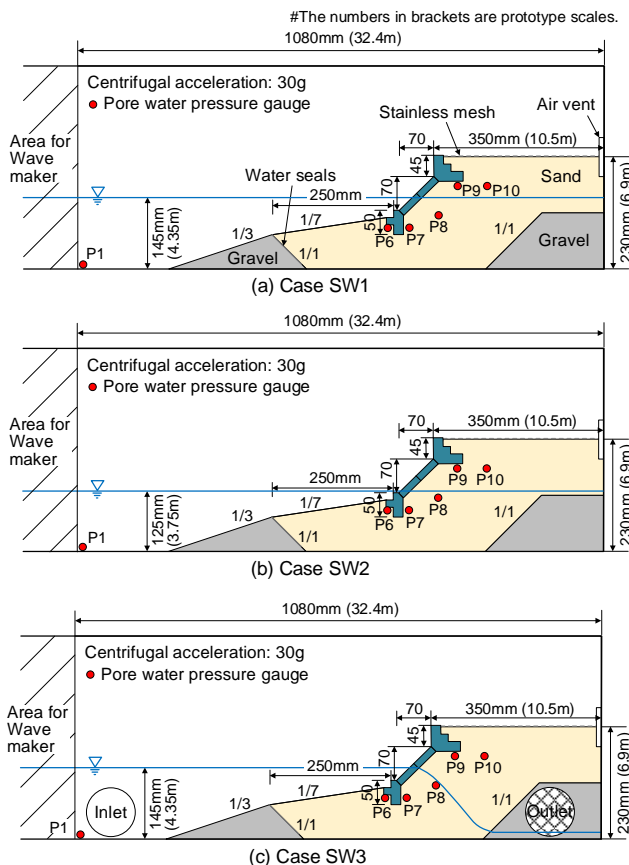 #The numbers in brackets are prototype scales.
1080mm (32.4m)
Centrifugal acceleration: 30g
Pore water pressure gauge
Area for
Wave
maker
Stainless mesh
Air vent
70
350mm (10.5m)
45
Water seals
250mm
70
Sand
P9 P10
1/7
50
P8
1/3
P6 P7
1/1
Gravel
145mm
(4.35m)
P1
Gravel
1/1
230mm (6.9m)
(a) Case SW1
1080mm (32.4m)
Centrifugal acceleration: 30g
Pore water pressure gauge
Area for
Wave
maker
70
350mm (10.5m)
45
250mm
70
P9 P10
1/7
50
P8
1/3
P6 P7
1/1
125mm
(3.75m)
P1
1/1
230mm (6.9m)
(b) Case SW2
1080mm (32.4m)
Centrifugal acceleration: 30g
Pore water pressure gauge
Area for
Wave
maker
70
350mm (10.5m)
45
250mm
70
P9 P10
1/7
50
P8
1/3
P6 P7
1/1
145mm
(4.35m)
P1
Inlet
1/1
Outlet
230mm (6.9m)
(c) Case SW3